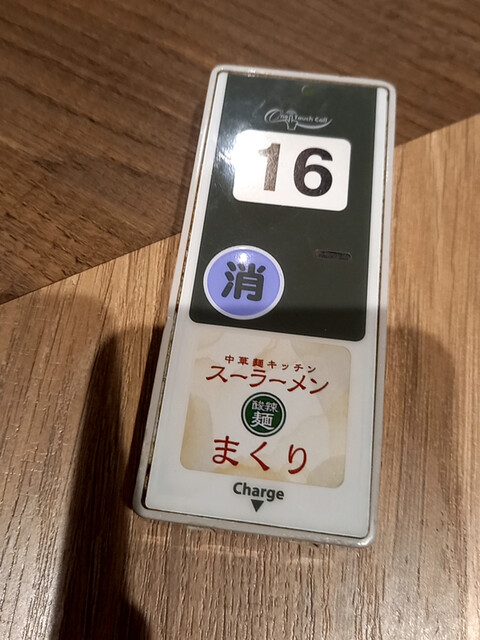 One Touch Call
16
消
中華麺キッチン
スーラーメン
酸辣
麺
まくり
Charge